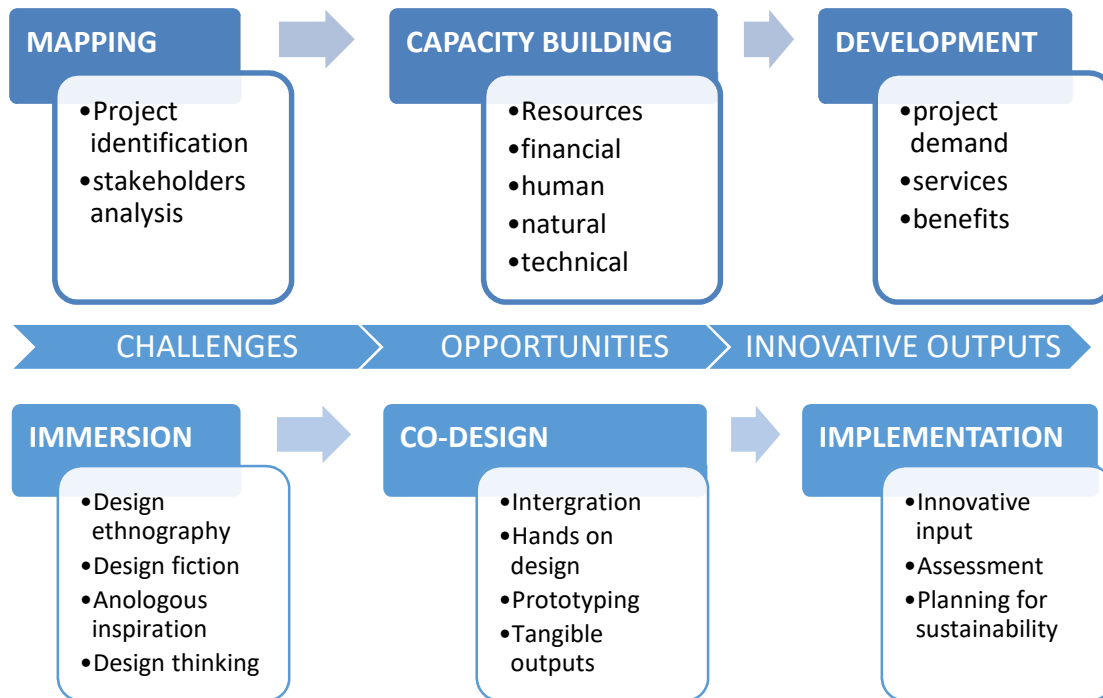 MAPPING
•Project
identification
•stakeholders
analysis
CAPACITY BUILDING
•Resources
•financial
•human
•natural
•technical
DEVELOPMENT
•project
demand
•services
•benefits
CHALLENGES
OPPORTUNITIES
INNOVATIVE OUTPUTS
IMMERSION
•Design
ethnography
•Design fiction
•Anologous
inspiration
•Design thinking
CO-DESIGN
•Intergration
•Hands on
design
•Prototyping
•Tangible
outputs
IMPLEMENTATION
•Innovative
input
•Assessment
•Planning for
sustainability